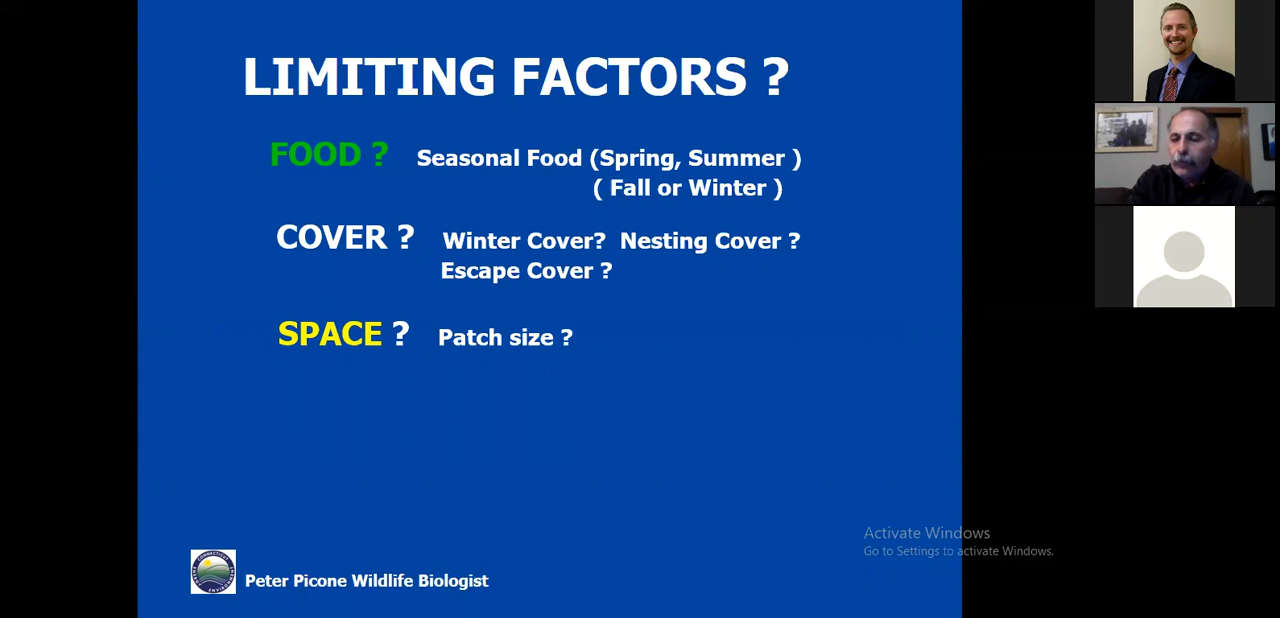 LIMITING FACTORS ?
FOOD ? Seasonal Food (Spring, Summer )
( Fall or Winter )
COVER ? Winter Cover? Nesting Cover ?
Escape Cover ?
SPACE ? Patch size ?
Activate Windows
Go to Settings to activate Windows.
Peter Picone Wildlife Biologist